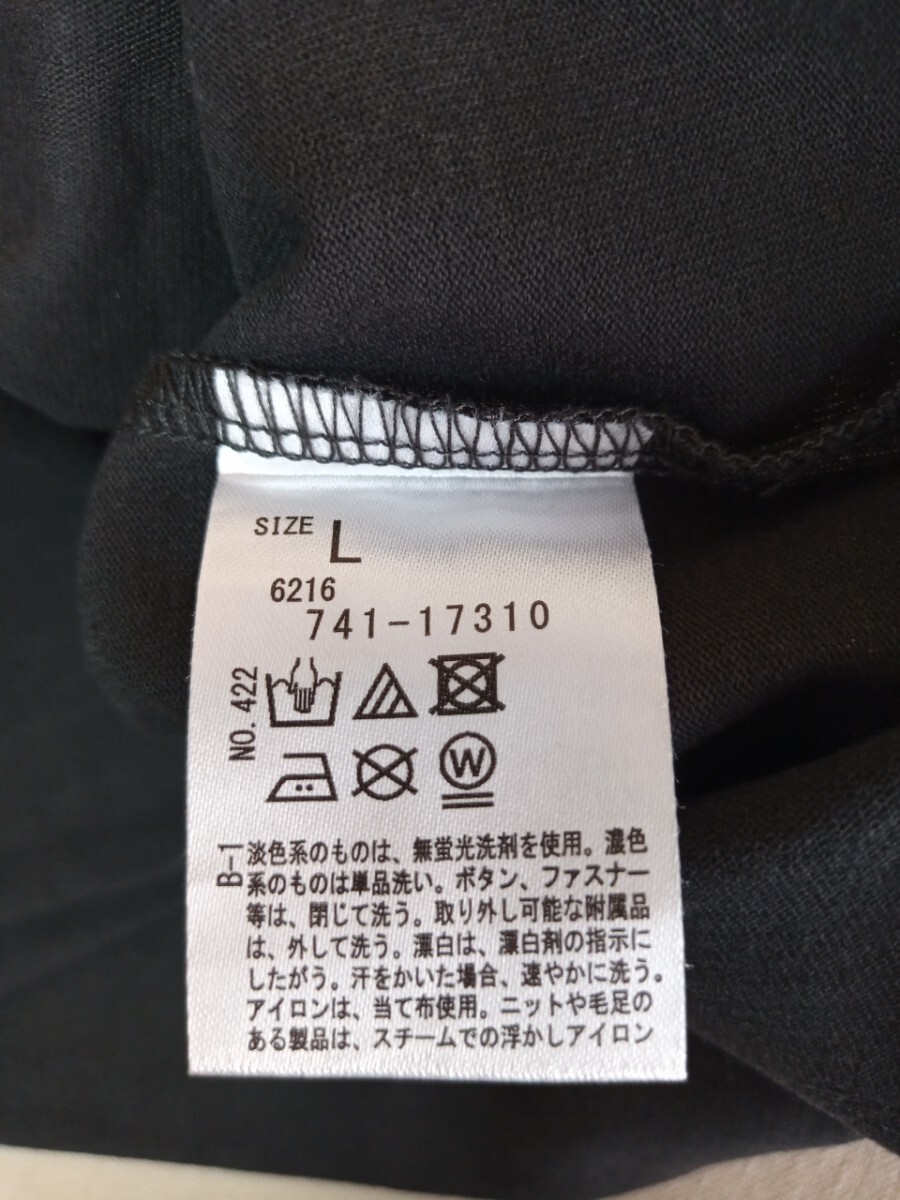 SIZE L
6216
741-17310
NO. 422
W
B-1
淡色系のものは、無蛍光洗剤を使用。濃色
系のものは単品洗い。ボタン、ファスナー
等は、閉じて洗う。取り外し可能な附属品
は、外して洗う。漂白は、漂白剤の指示に
したがう。汗をかいた場合、速やかに洗う。
アイロンは、当て布使用。ニットや毛足の
ある製品は、スチームでの浮かしアイロン